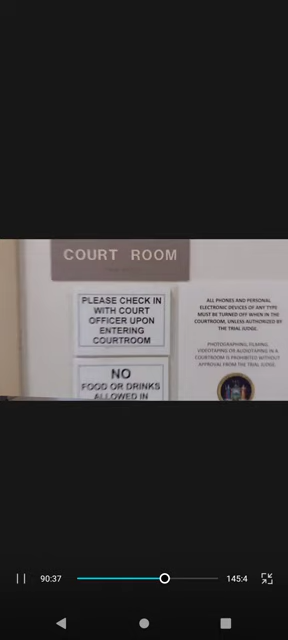 COURT ROOM
PLEASE CHECK IN
WITH COURT
OFFICER UPON
ENTERING
COURTROOM
NO
FOOD OR DRINKS
ALLOWED IN
ALL PHONES AND PERSONAL
ELECTRONIC DEVICES OF ANY TYPE
MUST BE TURNED OFF WHEN IN THE
COURTROOM, UNLESS AUTHORIZED BY
THE TRIAL JUDGE.
PHOTOGRAPHING, FILMING,
VIDEOTAPING OR AUDIOTAPING IN A
COURTROOM IS PROHIBITED WITHOUT
APPROVAL FROM THE TRIAL JUDGE.
90:37
145:4